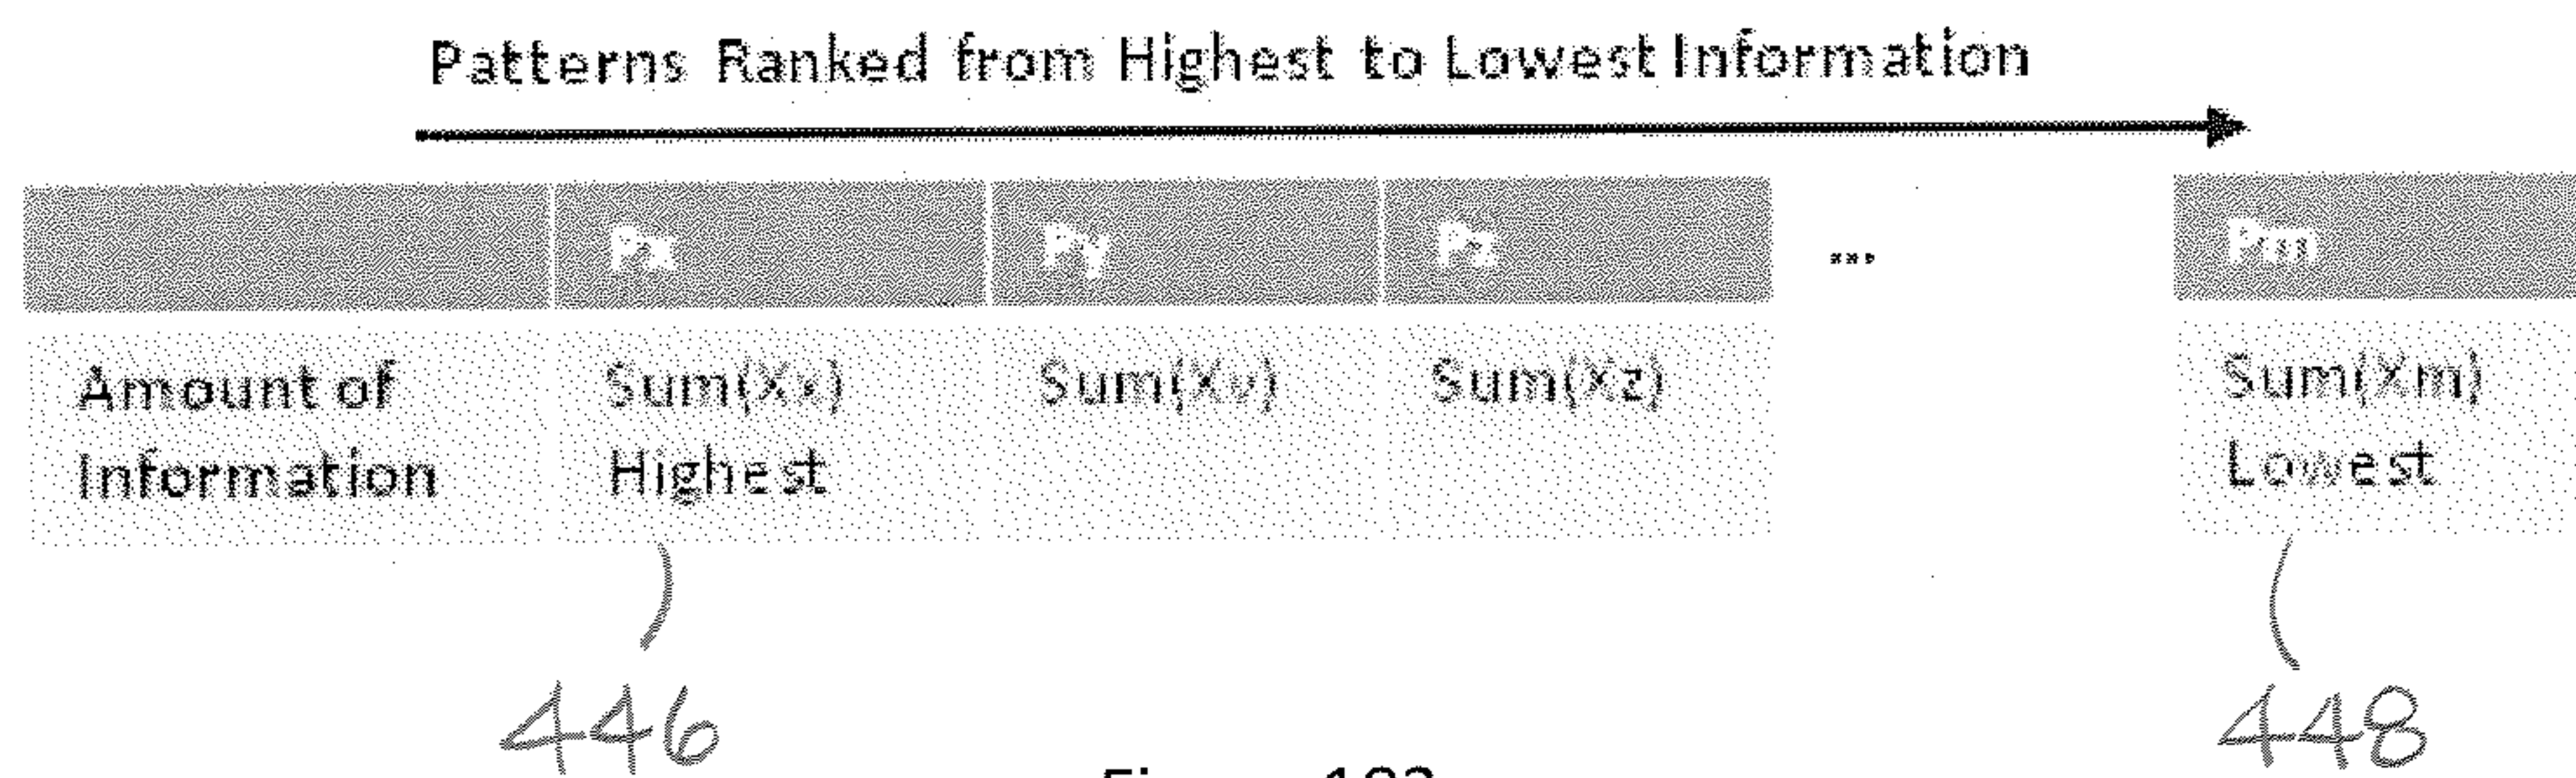 Patterns Ranked from Highest to Lowest Information
Px Py Pz ... Pm
Amount of Sum(Xx) Sum(Xy) Sum(Xz) Sum(Xm)
Information Highest Lowest
446 448